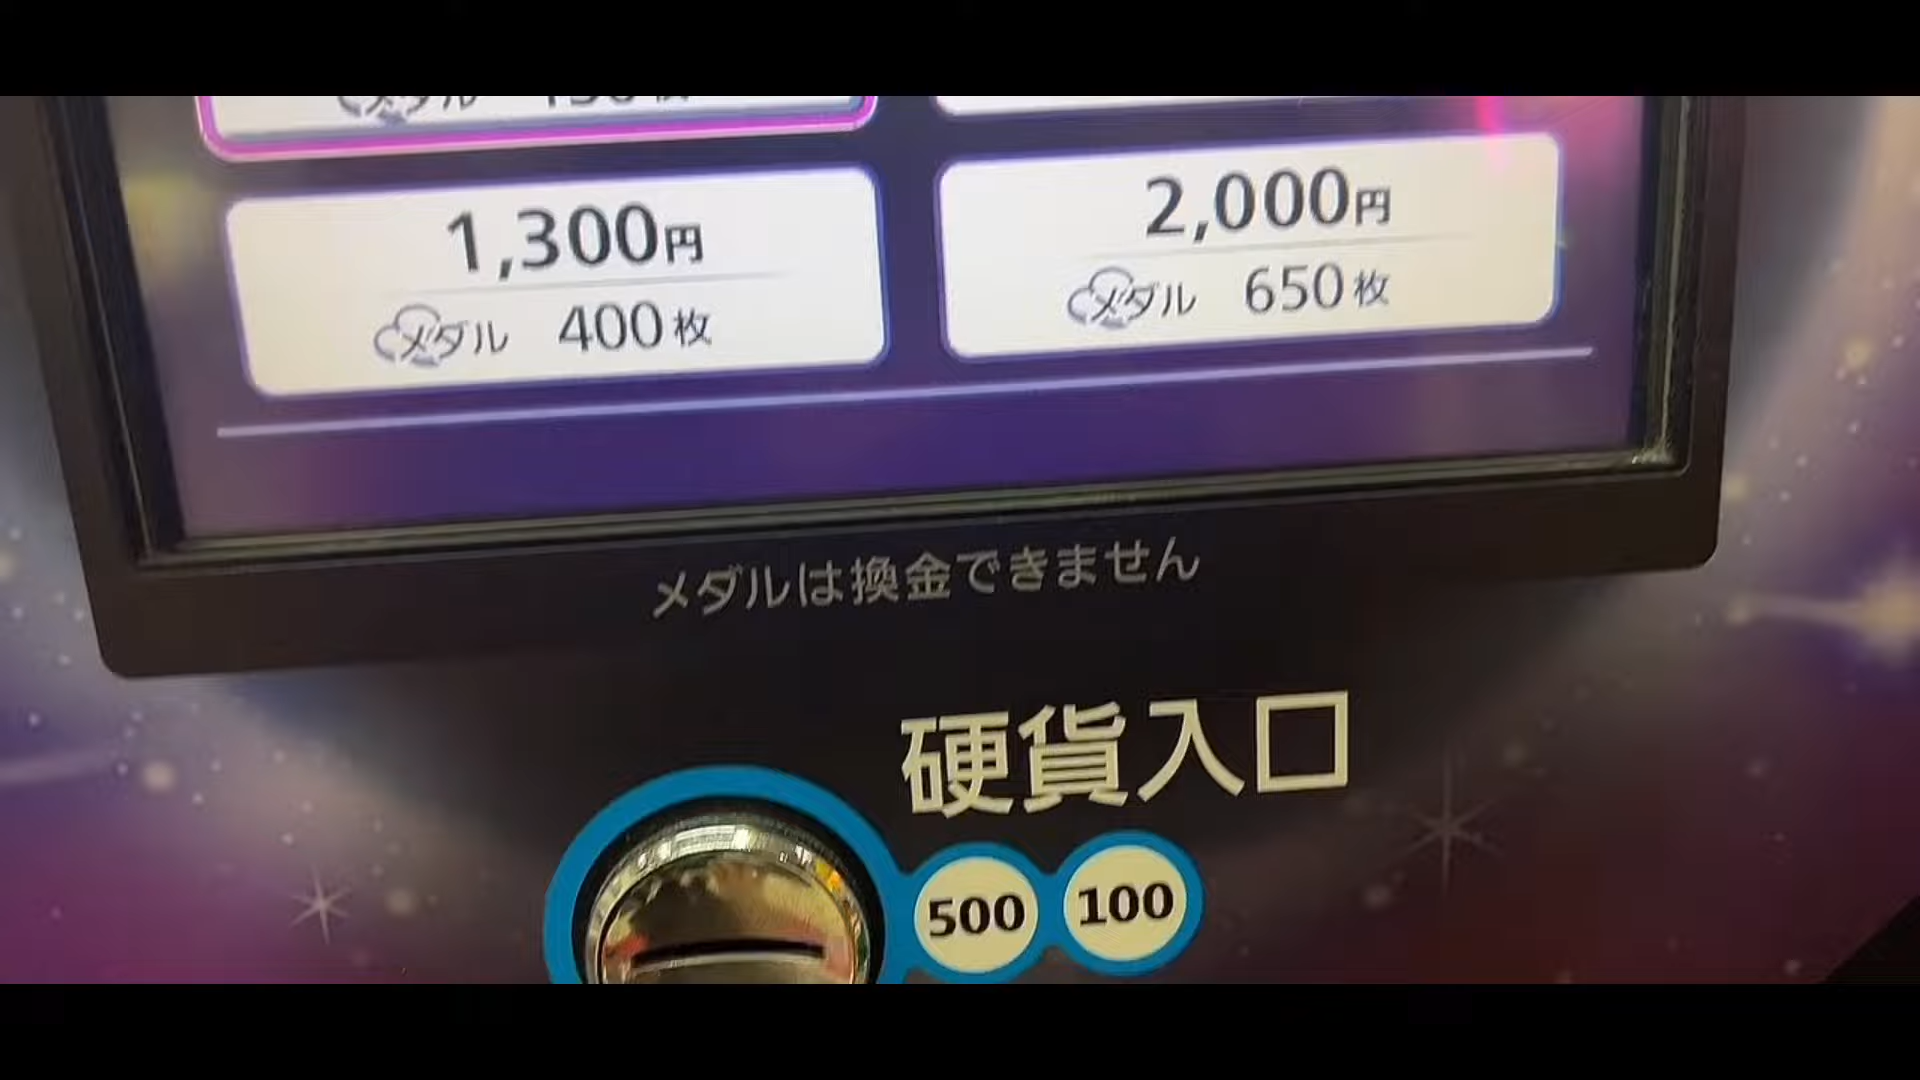 1,300円
メダル 400枚
2,000円
メダル 650枚
メダルは換金できません
硬貨入口
500 100